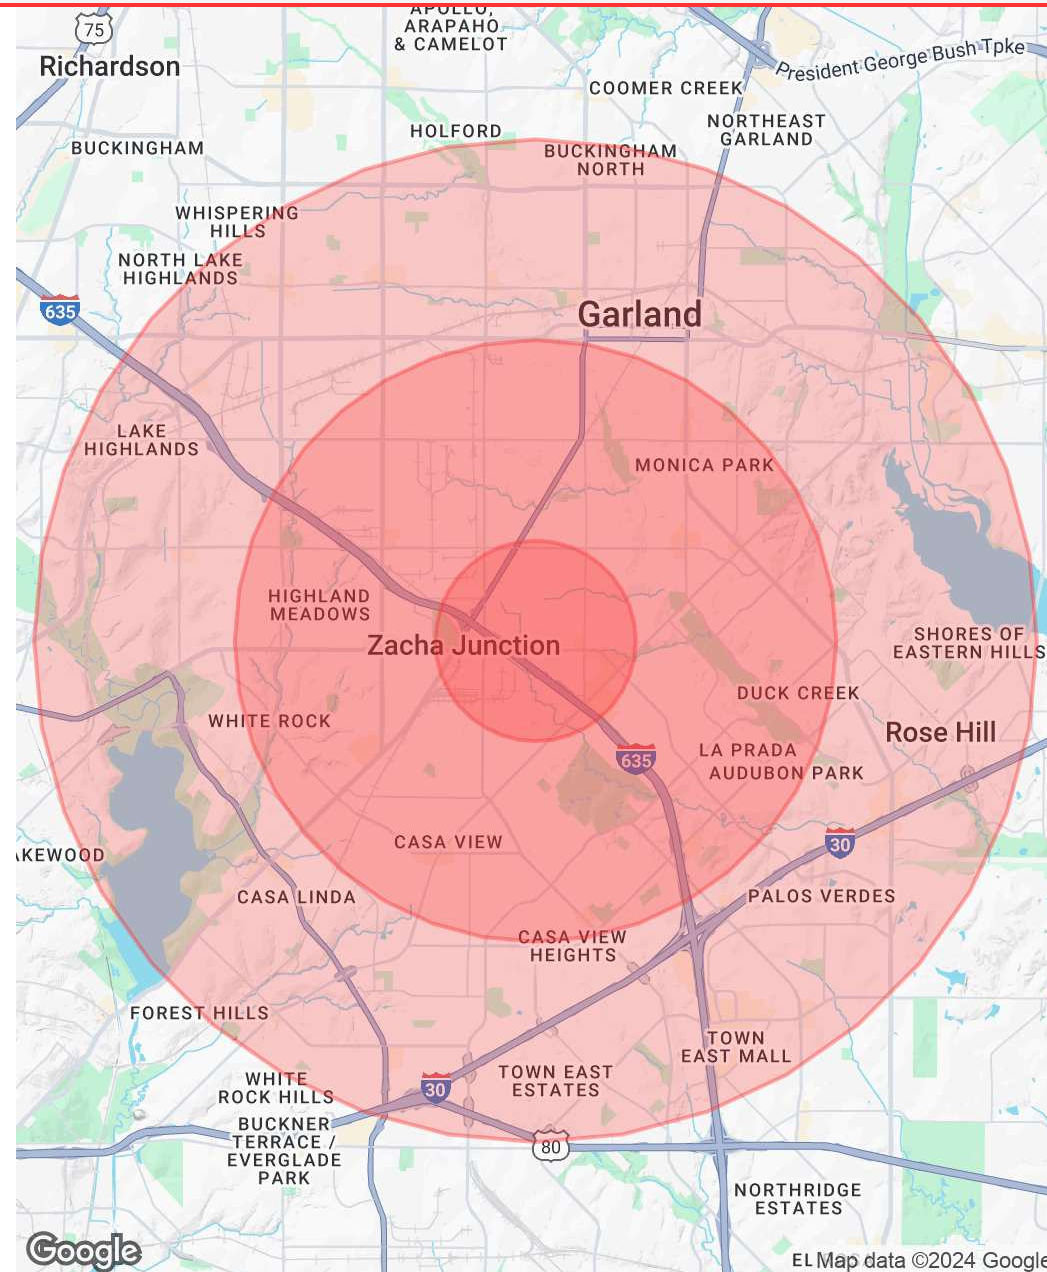 APOLLO,
ARAPAHO
& CAMELOT
75
Richardson
President George Bush Tpke
COOMER CREEK
NORTHEAST
GARLAND
HOLFORD
BUCKINGHAM
BUCKINGHAM
NORTH
WHISPERING
HILLS
NORTH LAKE
HIGHLANDS
635
Garland
LAKE
HIGHLANDS
MONICA PARK
HIGHLAND
MEADOWS
Zacha Junction
SHORES OF
EASTERN HILLS
DUCK CREEK
WHITE ROCK
Rose Hill
LA PRADA
AUDUBON PARK
635
30
CASA VIEW
AKEWOOD
CASA LINDA
PALOS VERDES
CASA VIEW
HEIGHTS
FOREST HILLS
TOWN
EAST MALL
TOWN EAST
ESTATES
WHITE
ROCK HILLS
30
BUCKNER
TERRACE /
EVERGLADE
PARK
80
NORTHRIDGE
ESTATES
Google
EL
Map data ©2024 Google